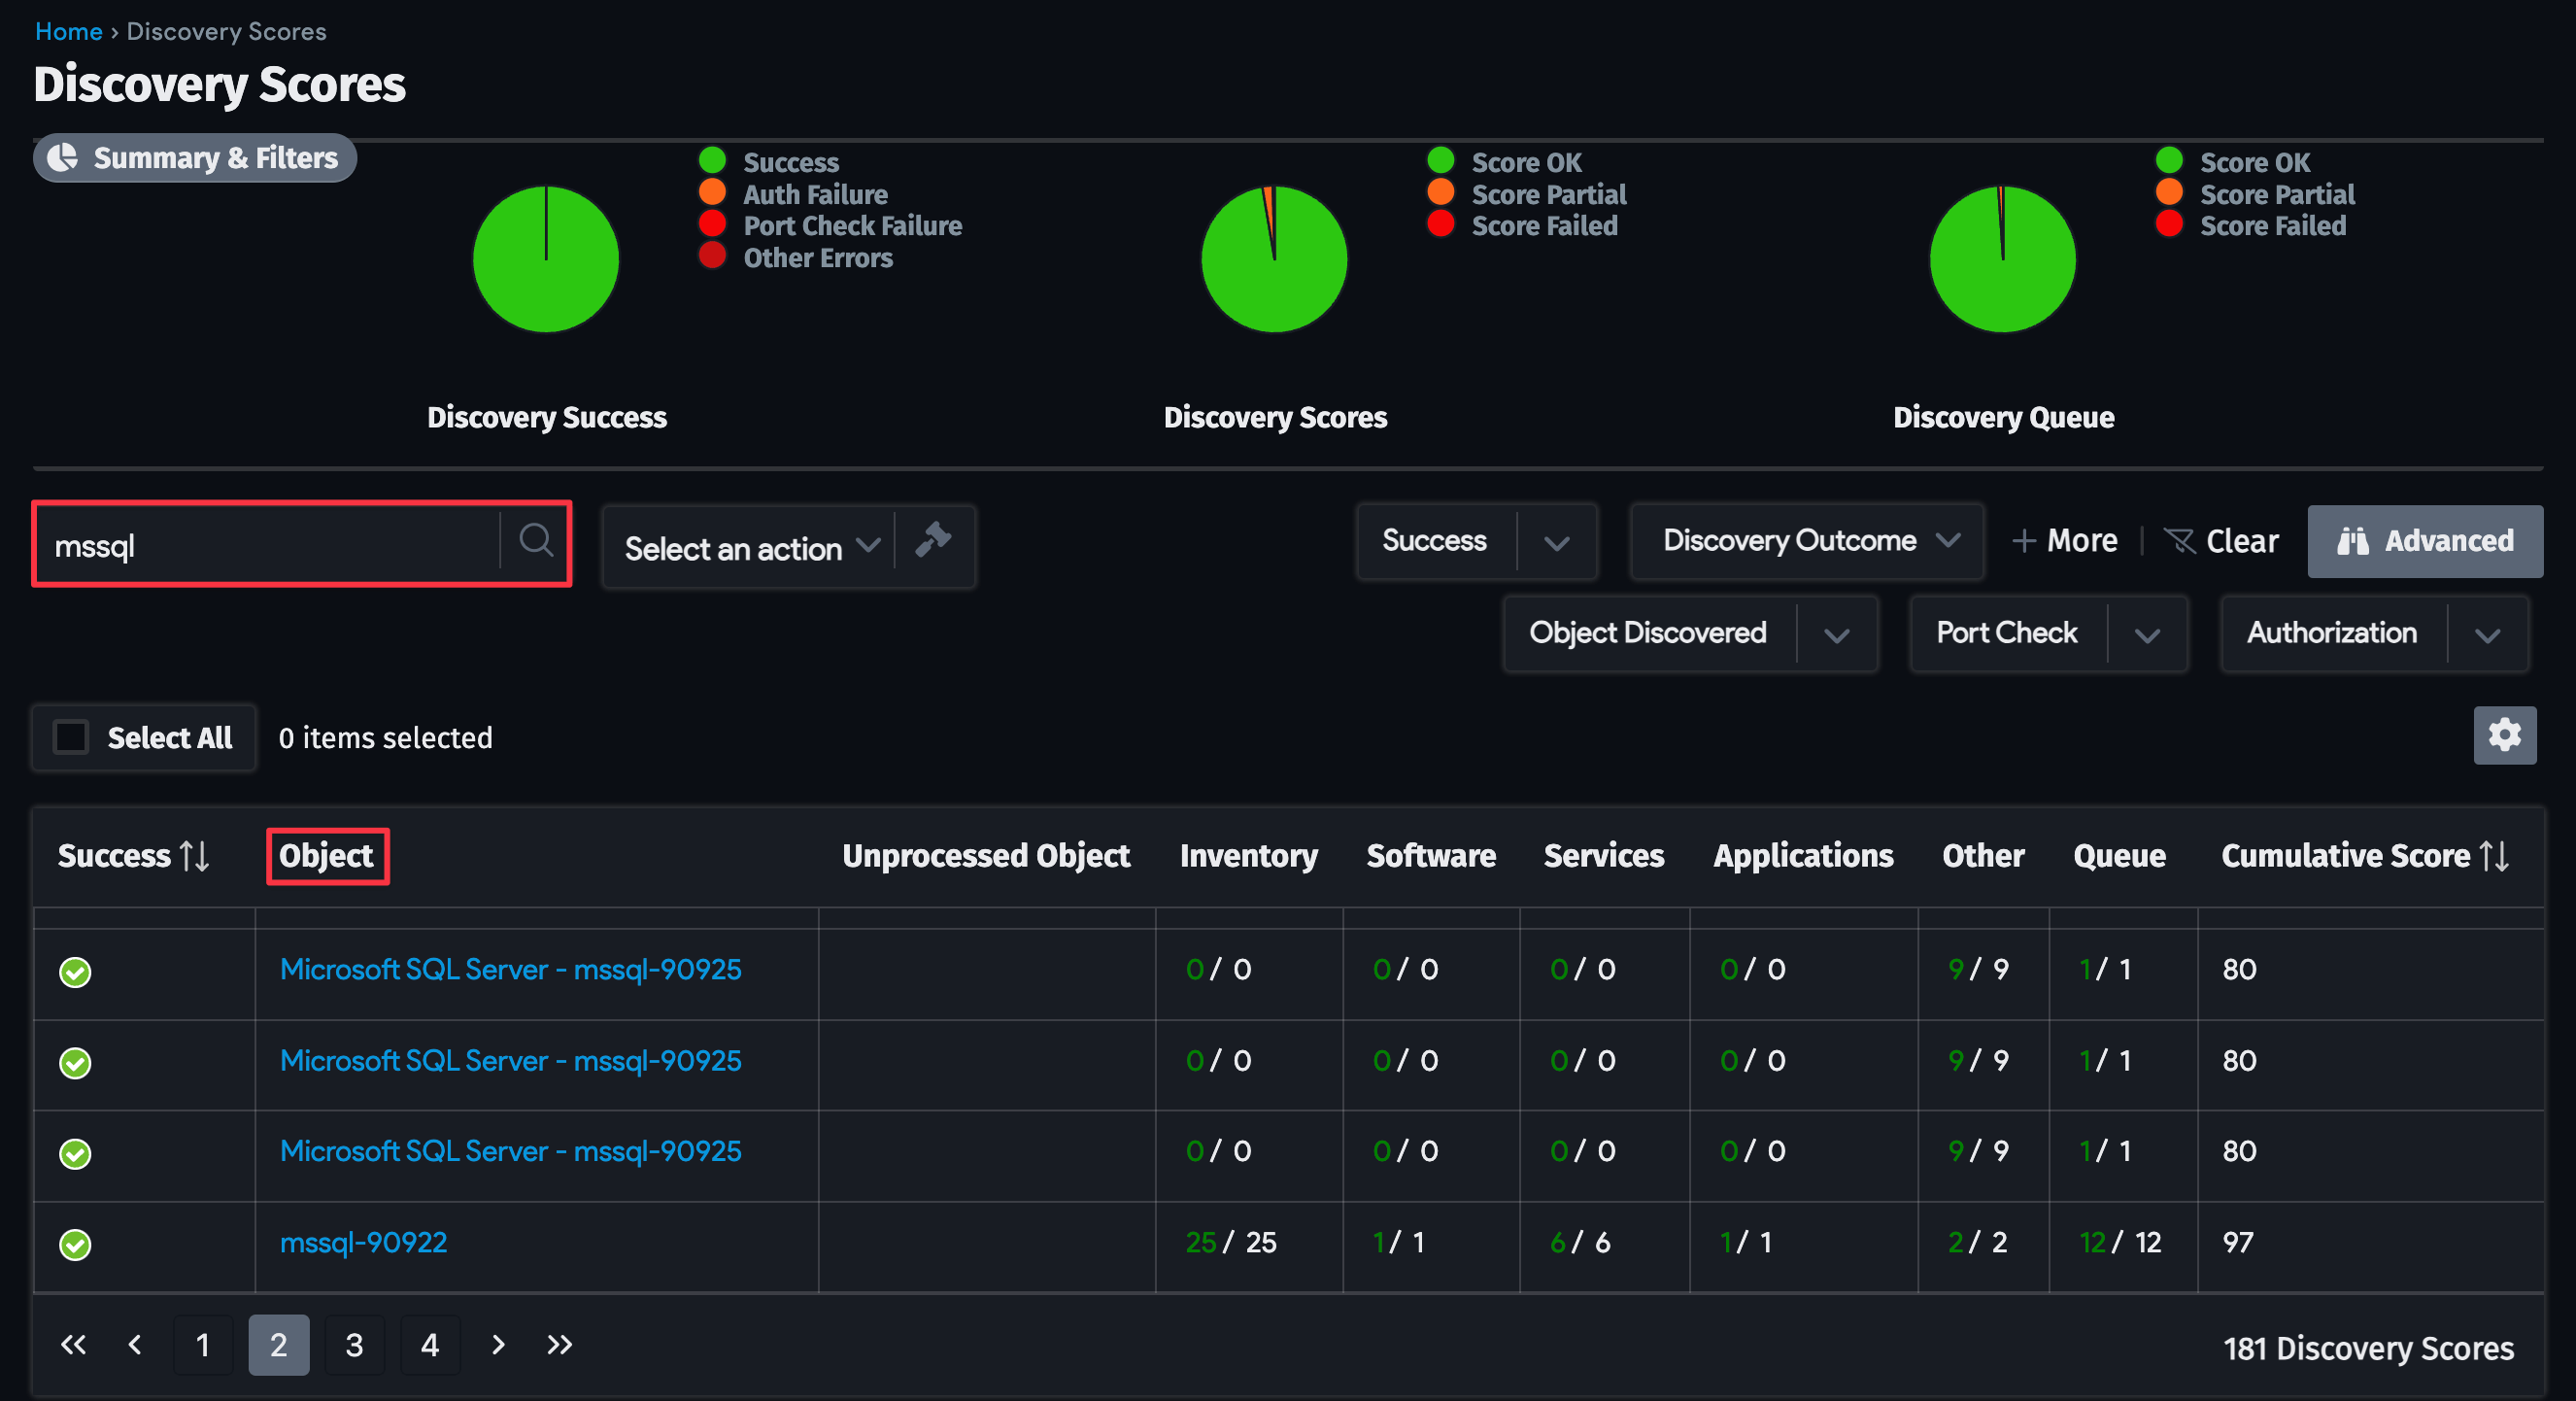 Home › Discovery Scores
Discovery Scores
Summary & Filters
Success
Auth Failure
Port Check Failure
Other Errors
Discovery Success
Score OK
Score Partial
Score Failed
Discovery Scores
Score OK
Score Partial
Score Failed
Discovery Queue
mssql
Select an action
Success
Discovery Outcome
+ More
Clear
Advanced
Object Discovered
Port Check
Authorization
Select All
0 items selected
Success Object Unprocessed Object Inventory Software Services Applications Other Queue Cumulative Score
Microsoft SQL Server - mssql-90925 0 / 0 0 / 0 0 / 0 0 / 0 9 / 9 1 / 1 80
Microsoft SQL Server - mssql-90925 0 / 0 0 / 0 0 / 0 0 / 0 9 / 9 1 / 1 80
Microsoft SQL Server - mssql-90925 0 / 0 0 / 0 0 / 0 0 / 0 9 / 9 1 / 1 80
mssql-90922 25 / 25 1 / 1 6 / 6 1 / 1 2 / 2 12 / 12 97
« ‹ 1 2 3 4 › »
181 Discovery Scores